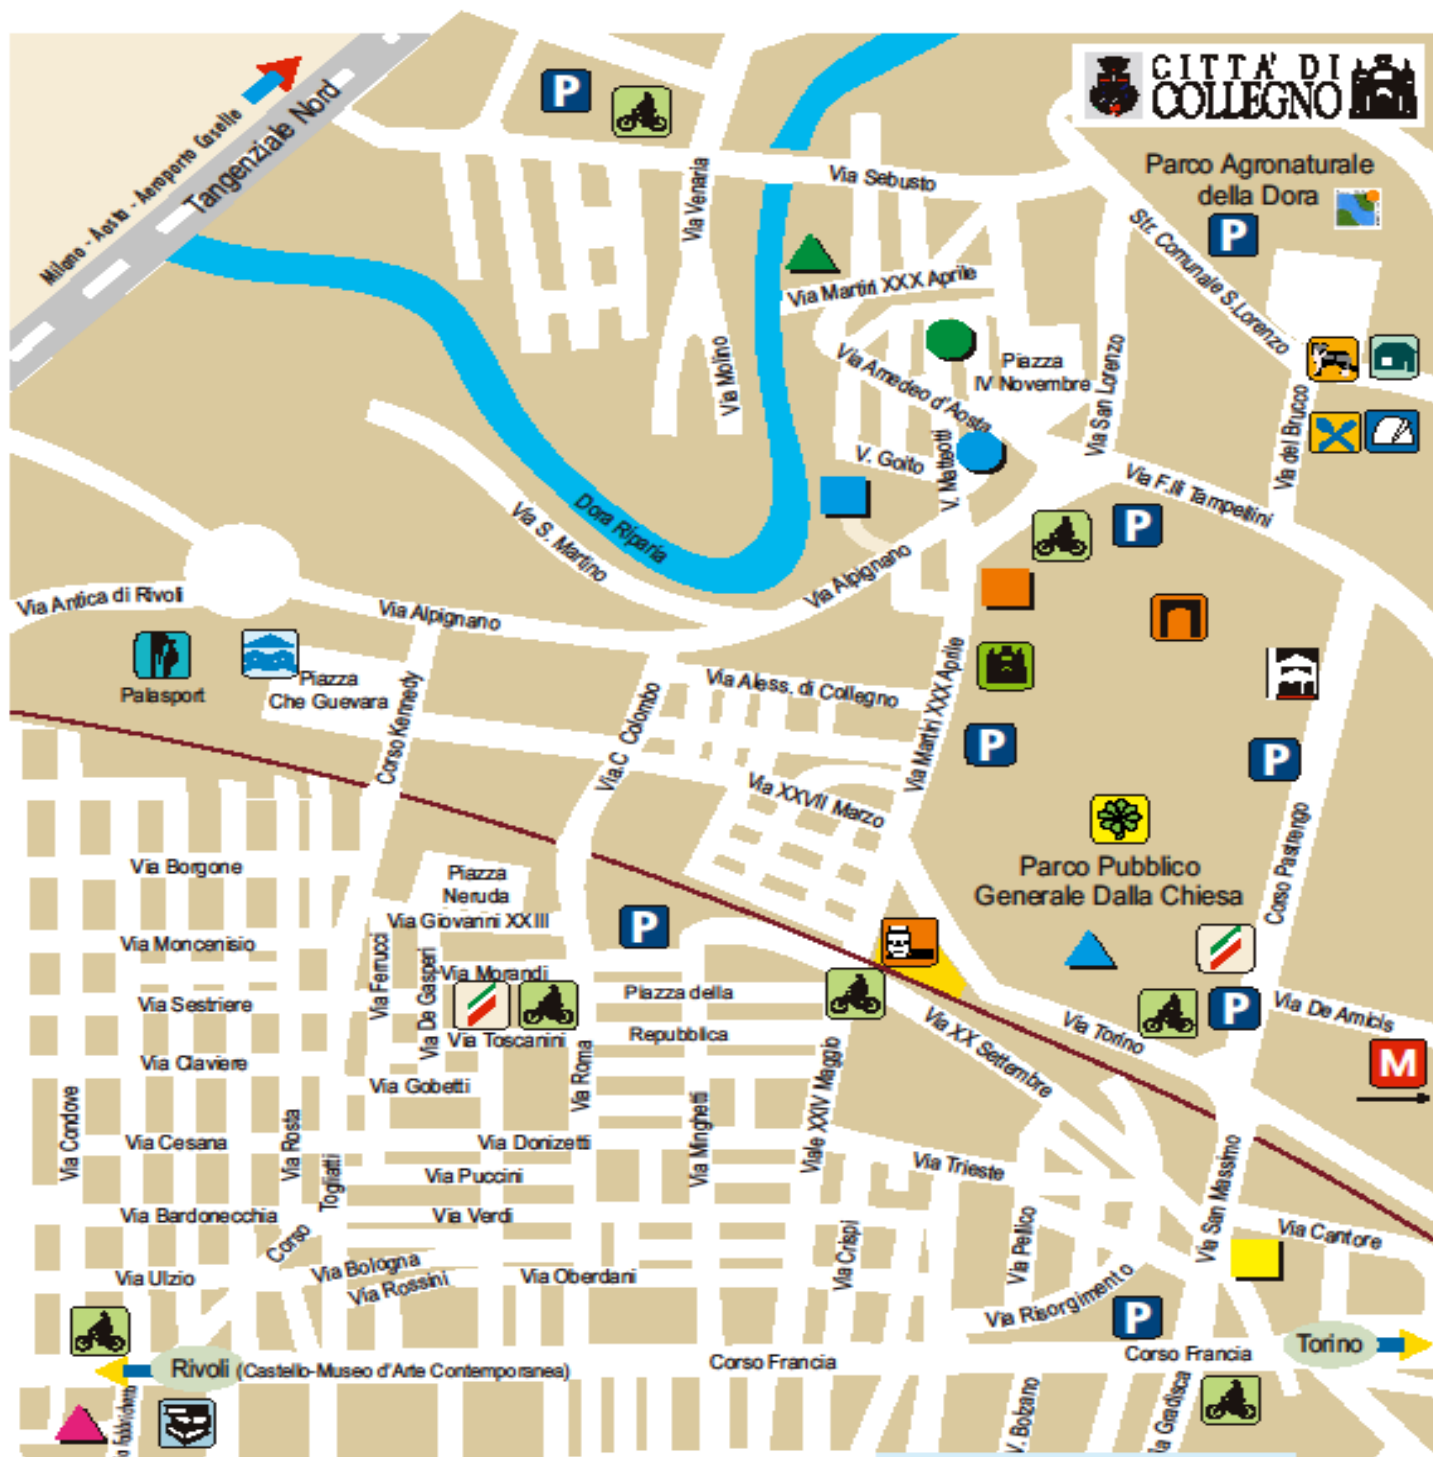 CITTA' DI
COLLEGNO
Milano - Aosta - Aeroporto Caselle
Tangenziale Nord
P
Via Venaria
Via Sebusto
Parco Agronaturale
della Dora
P
Str. Comunale S.Lorenzo
Via Martiri XXX Aprile
Piazza
IV Novembre
Via Amedeo d'Aosta
Via San Lorenzo
Via Molino
Via del Brucco
V. Goito
V. Matteotti
Via F.lli Tampellini
P
Dora Riparia
Via S. Martino
Via Alpignano
Via Antica di Rivoli
Via Alpignano
Palasport
Piazza
Che Guevara
Corso Kennedy
Via.C Colombo
Via Aless. di Collegno
Via Martiri XXX Aprile
P
P
Via XXVII Marzo
Parco Pubblico
Generale Dalla Chiesa
Corso Pastrengo
Via Borgone
Piazza
Neruda
Via Giovanni XXIII
P
Via Moncenisio
Via Ferrucci
Via De Gasperi
Via Morandi
Piazza della
Repubblica
Via Sestriere
Via Toscanini
Via Roma
Via Claviere
Via Gobetti
Via XX Settembre
Via Torino
P
Via De Amicis
M
Viale XXIV Maggio
Via Condove
Via Cesana
Via Rosta
Togliatti
Corso
Via Donizetti
Via Minghetti
Via Puccini
Via Trieste
Via San Massimo
Via Bardonecchia
Via Verdi
Via Crispi
Via Pellico
Via Cantore
Via Ulzio
Via Bologna
Via Rossini
Via Oberdani
Via Risorgimento
P
Torino
Rivoli (Castello-Museo d'Arte Contemporanea)
Corso Francia
Corso Francia
V. Bolzano
Gradisca